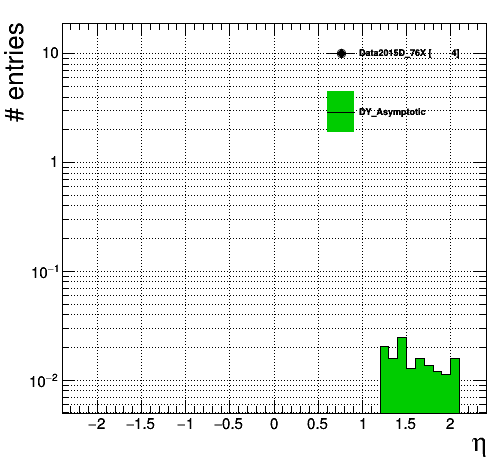 # entries
10
1
10⁻¹
10⁻²
Data2015D_76X [ 4]
DY_Asymptotic
−2 −1.5 −1 −0.5 0 0.5 1 1.5 2
η